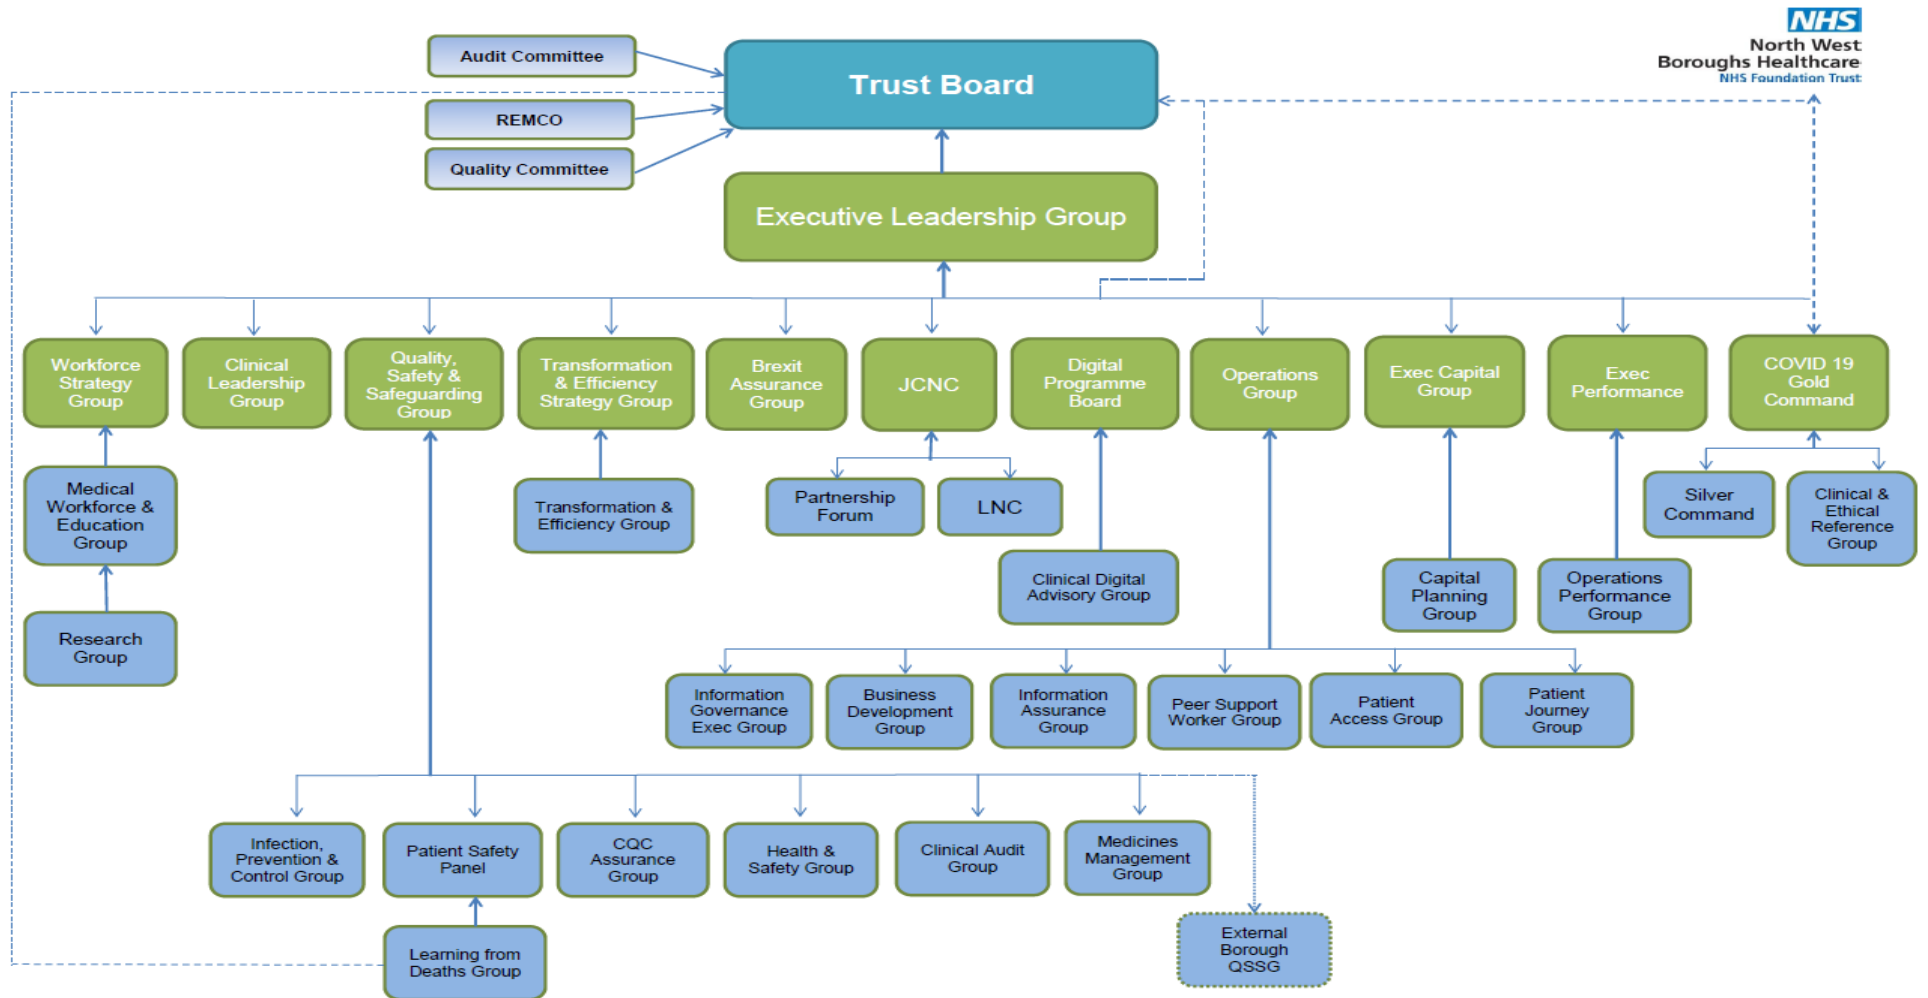 NHS
North West
Boroughs Healthcare
NHS Foundation Trust
Audit Committee
REMCO
Quality Committee
Trust Board
Executive Leadership Group
Workforce
Strategy
Group
Clinical
Leadership
Group
Quality,
Safety &
Safeguarding
Group
Transformation
& Efficiency
Strategy Group
Brexit
Assurance
Group
JCNC
Digital
Programme
Board
Operations
Group
Exec Capital
Group
Exec
Performance
COVID 19
Gold
Command
Medical
Workforce &
Education
Group
Research
Group
Transformation &
Efficiency Group
Partnership
Forum
LNC
Clinical Digital
Advisory Group
Capital
Planning
Group
Operations
Performance
Group
Silver
Command
Clinical &
Ethical
Reference
Group
Information
Governance
Exec Group
Business
Development
Group
Information
Assurance
Group
Peer Support
Worker Group
Patient
Access Group
Patient
Journey
Group
Infection,
Prevention &
Control Group
Patient Safety
Panel
CQC
Assurance
Group
Health &
Safety Group
Clinical Audit
Group
Medicines
Management
Group
Learning from
Deaths Group
External
Borough
QSSG